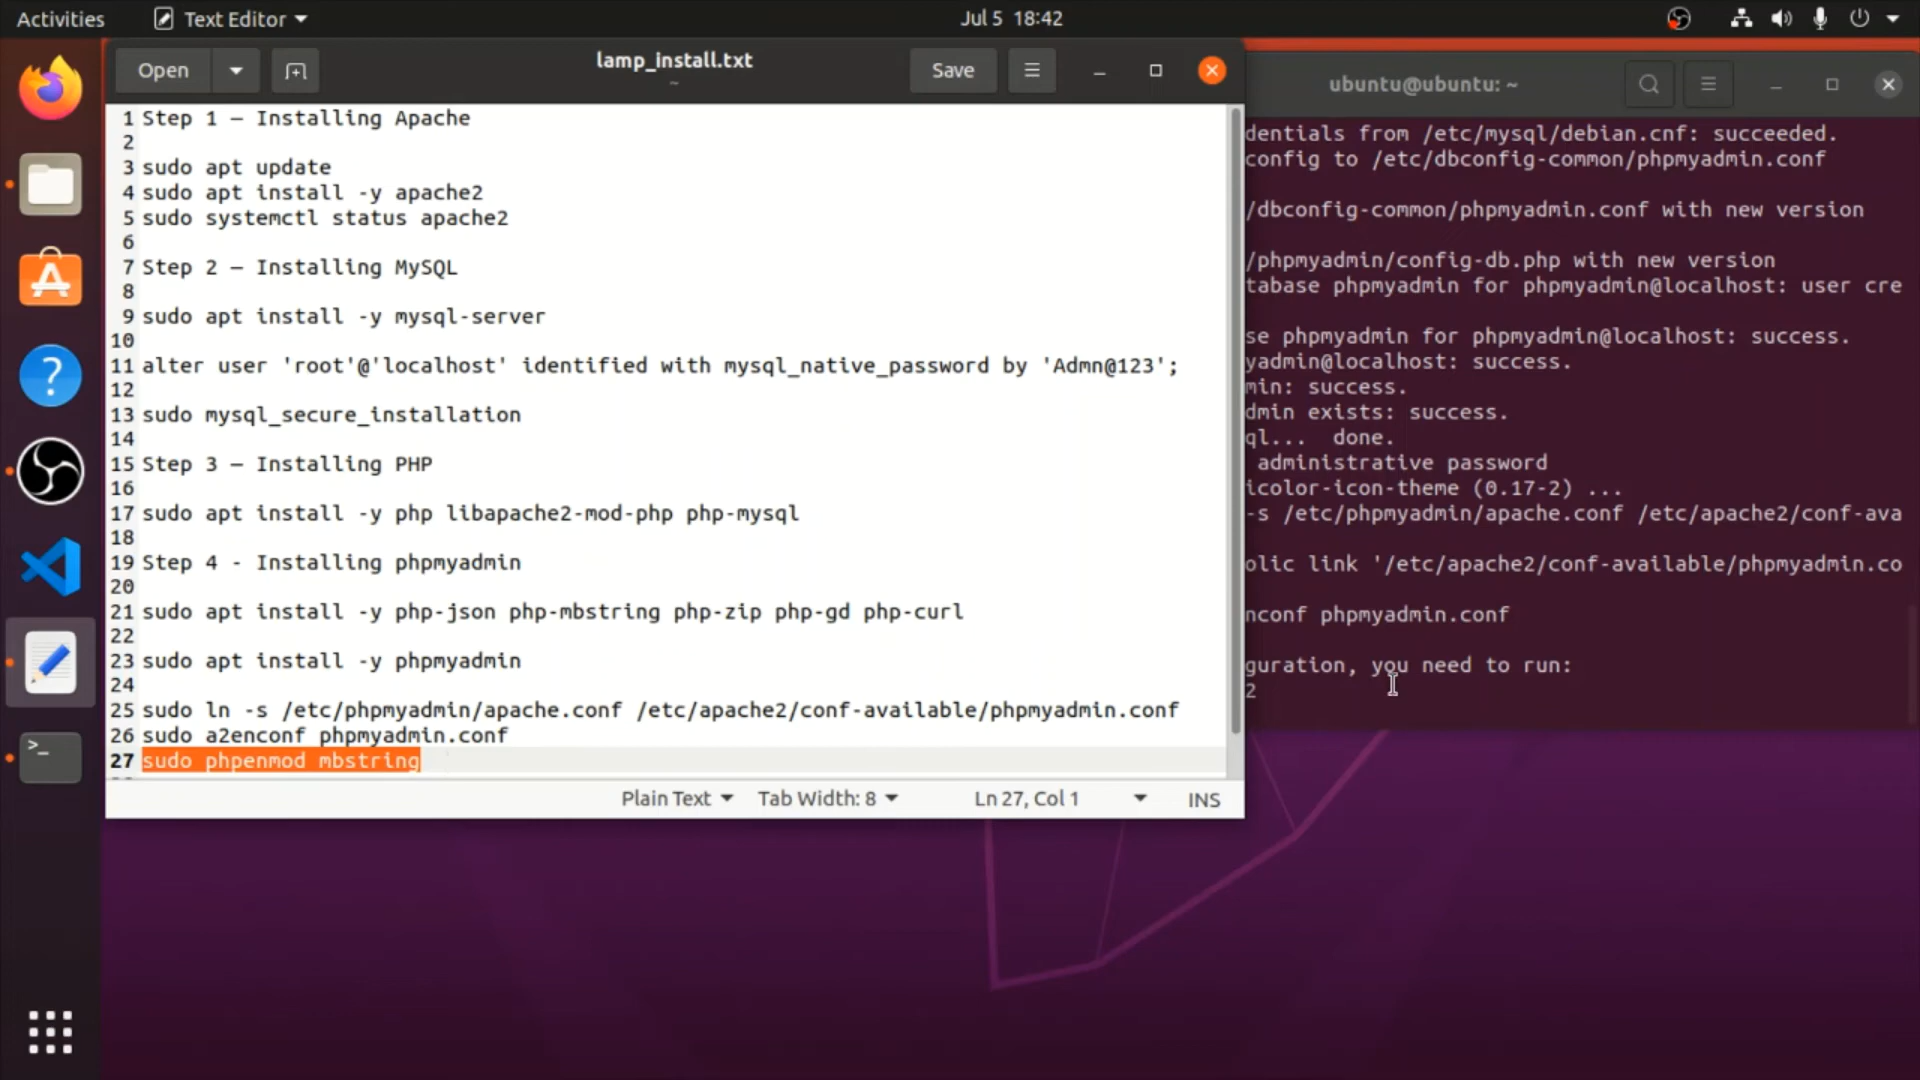 Activities Text Editor Jul 5 18:42
Open lamp_install.txt Save
~
ubuntu@ubuntu: ~
1 Step 1 – Installing Apache
2
3 sudo apt update
4 sudo apt install -y apache2
5 sudo systemctl status apache2
6
7 Step 2 – Installing MySQL
8
9 sudo apt install -y mysql-server
10
11 alter user 'root'@'localhost' identified with mysql_native_password by 'Admn@123';
12
13 sudo mysql_secure_installation
14
15 Step 3 – Installing PHP
16
17 sudo apt install -y php libapache2-mod-php php-mysql
18
19 Step 4 - Installing phpmyadmin
20
21 sudo apt install -y php-json php-mbstring php-zip php-gd php-curl
22
23 sudo apt install -y phpmyadmin
24
25 sudo ln -s /etc/phpmyadmin/apache.conf /etc/apache2/conf-available/phpmyadmin.conf
26 sudo a2enconf phpmyadmin.conf
27 sudo phpenmod mbstring
Plain Text Tab Width: 8 Ln 27, Col 1 INS
dentials from /etc/mysql/debian.cnf: succeeded.
config to /etc/dbconfig-common/phpmyadmin.conf
/dbconfig-common/phpmyadmin.conf with new version
/phpmyadmin/config-db.php with new version
tabase phpmyadmin for phpmyadmin@localhost: user cre
se phpmyadmin for phpmyadmin@localhost: success.
yadmin@localhost: success.
min: success.
dmin exists: success.
ql... done.
administrative password
icolor-icon-theme (0.17-2) ...
-s /etc/phpmyadmin/apache.conf /etc/apache2/conf-ava
olic link '/etc/apache2/conf-available/phpmyadmin.co
nconf phpmyadmin.conf
guration, you need to run:
2